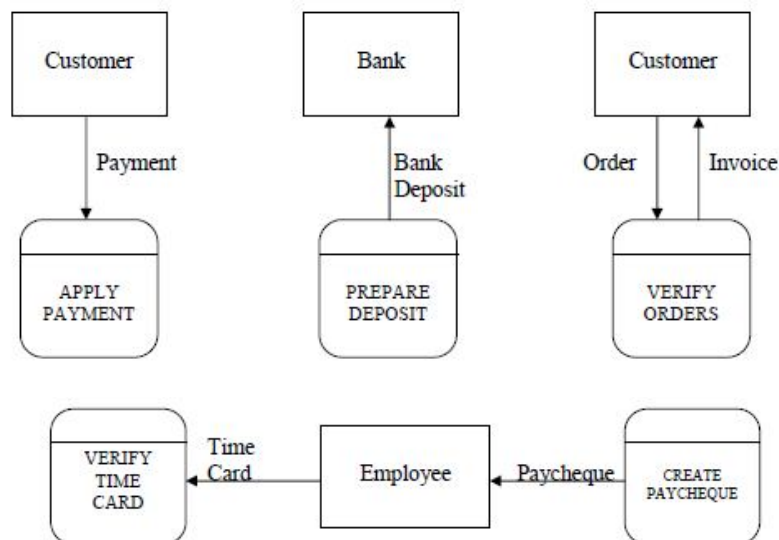 Customer
Bank
Customer
Payment
Bank
Deposit
Order
Invoice
APPLY
PAYMENT
PREPARE
DEPOSIT
VERIFY
ORDERS
VERIFY
TIME
CARD
Time
Card
Employee
Paycheque
CREATE
PAYCHEQUE